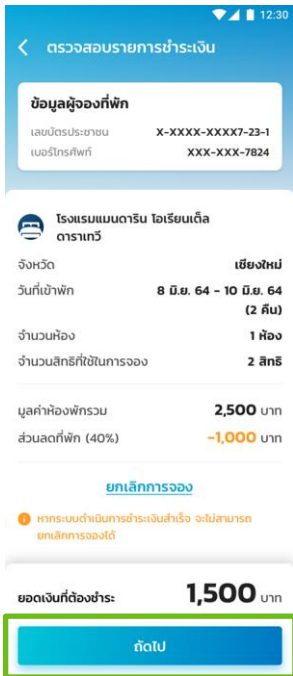 12:30
ตรวจสอบรายการชำระเงิน
ข้อมูลผู้จองที่พัก
เลขบัตรประชาชน X-XXXX-XXXX7-23-1
เบอร์โทรศัพท์ XXX-XXX-7824
โรงแรมแมนดาริน โอเรียนเต็ล
ดาราเทวี
จังหวัด เชียงใหม่
วันที่เข้าพัก 8 มิ.ย. 64 - 10 มิ.ย. 64
(2 คืน)
จำนวนห้อง 1 ห้อง
จำนวนสิทธิที่ใช้ในการจอง 2 สิทธิ
มูลค่าห้องพักรวม 2,500 บาท
ส่วนลดที่พัก (40%) -1,000 บาท
ยกเลิกการจอง
หากระบบดำเนินการชำระเงินสำเร็จ จะไม่สามารถ
ยกเลิกการจองได้
ยอดเงินที่ต้องชำระ 1,500 บาท
ถัดไป